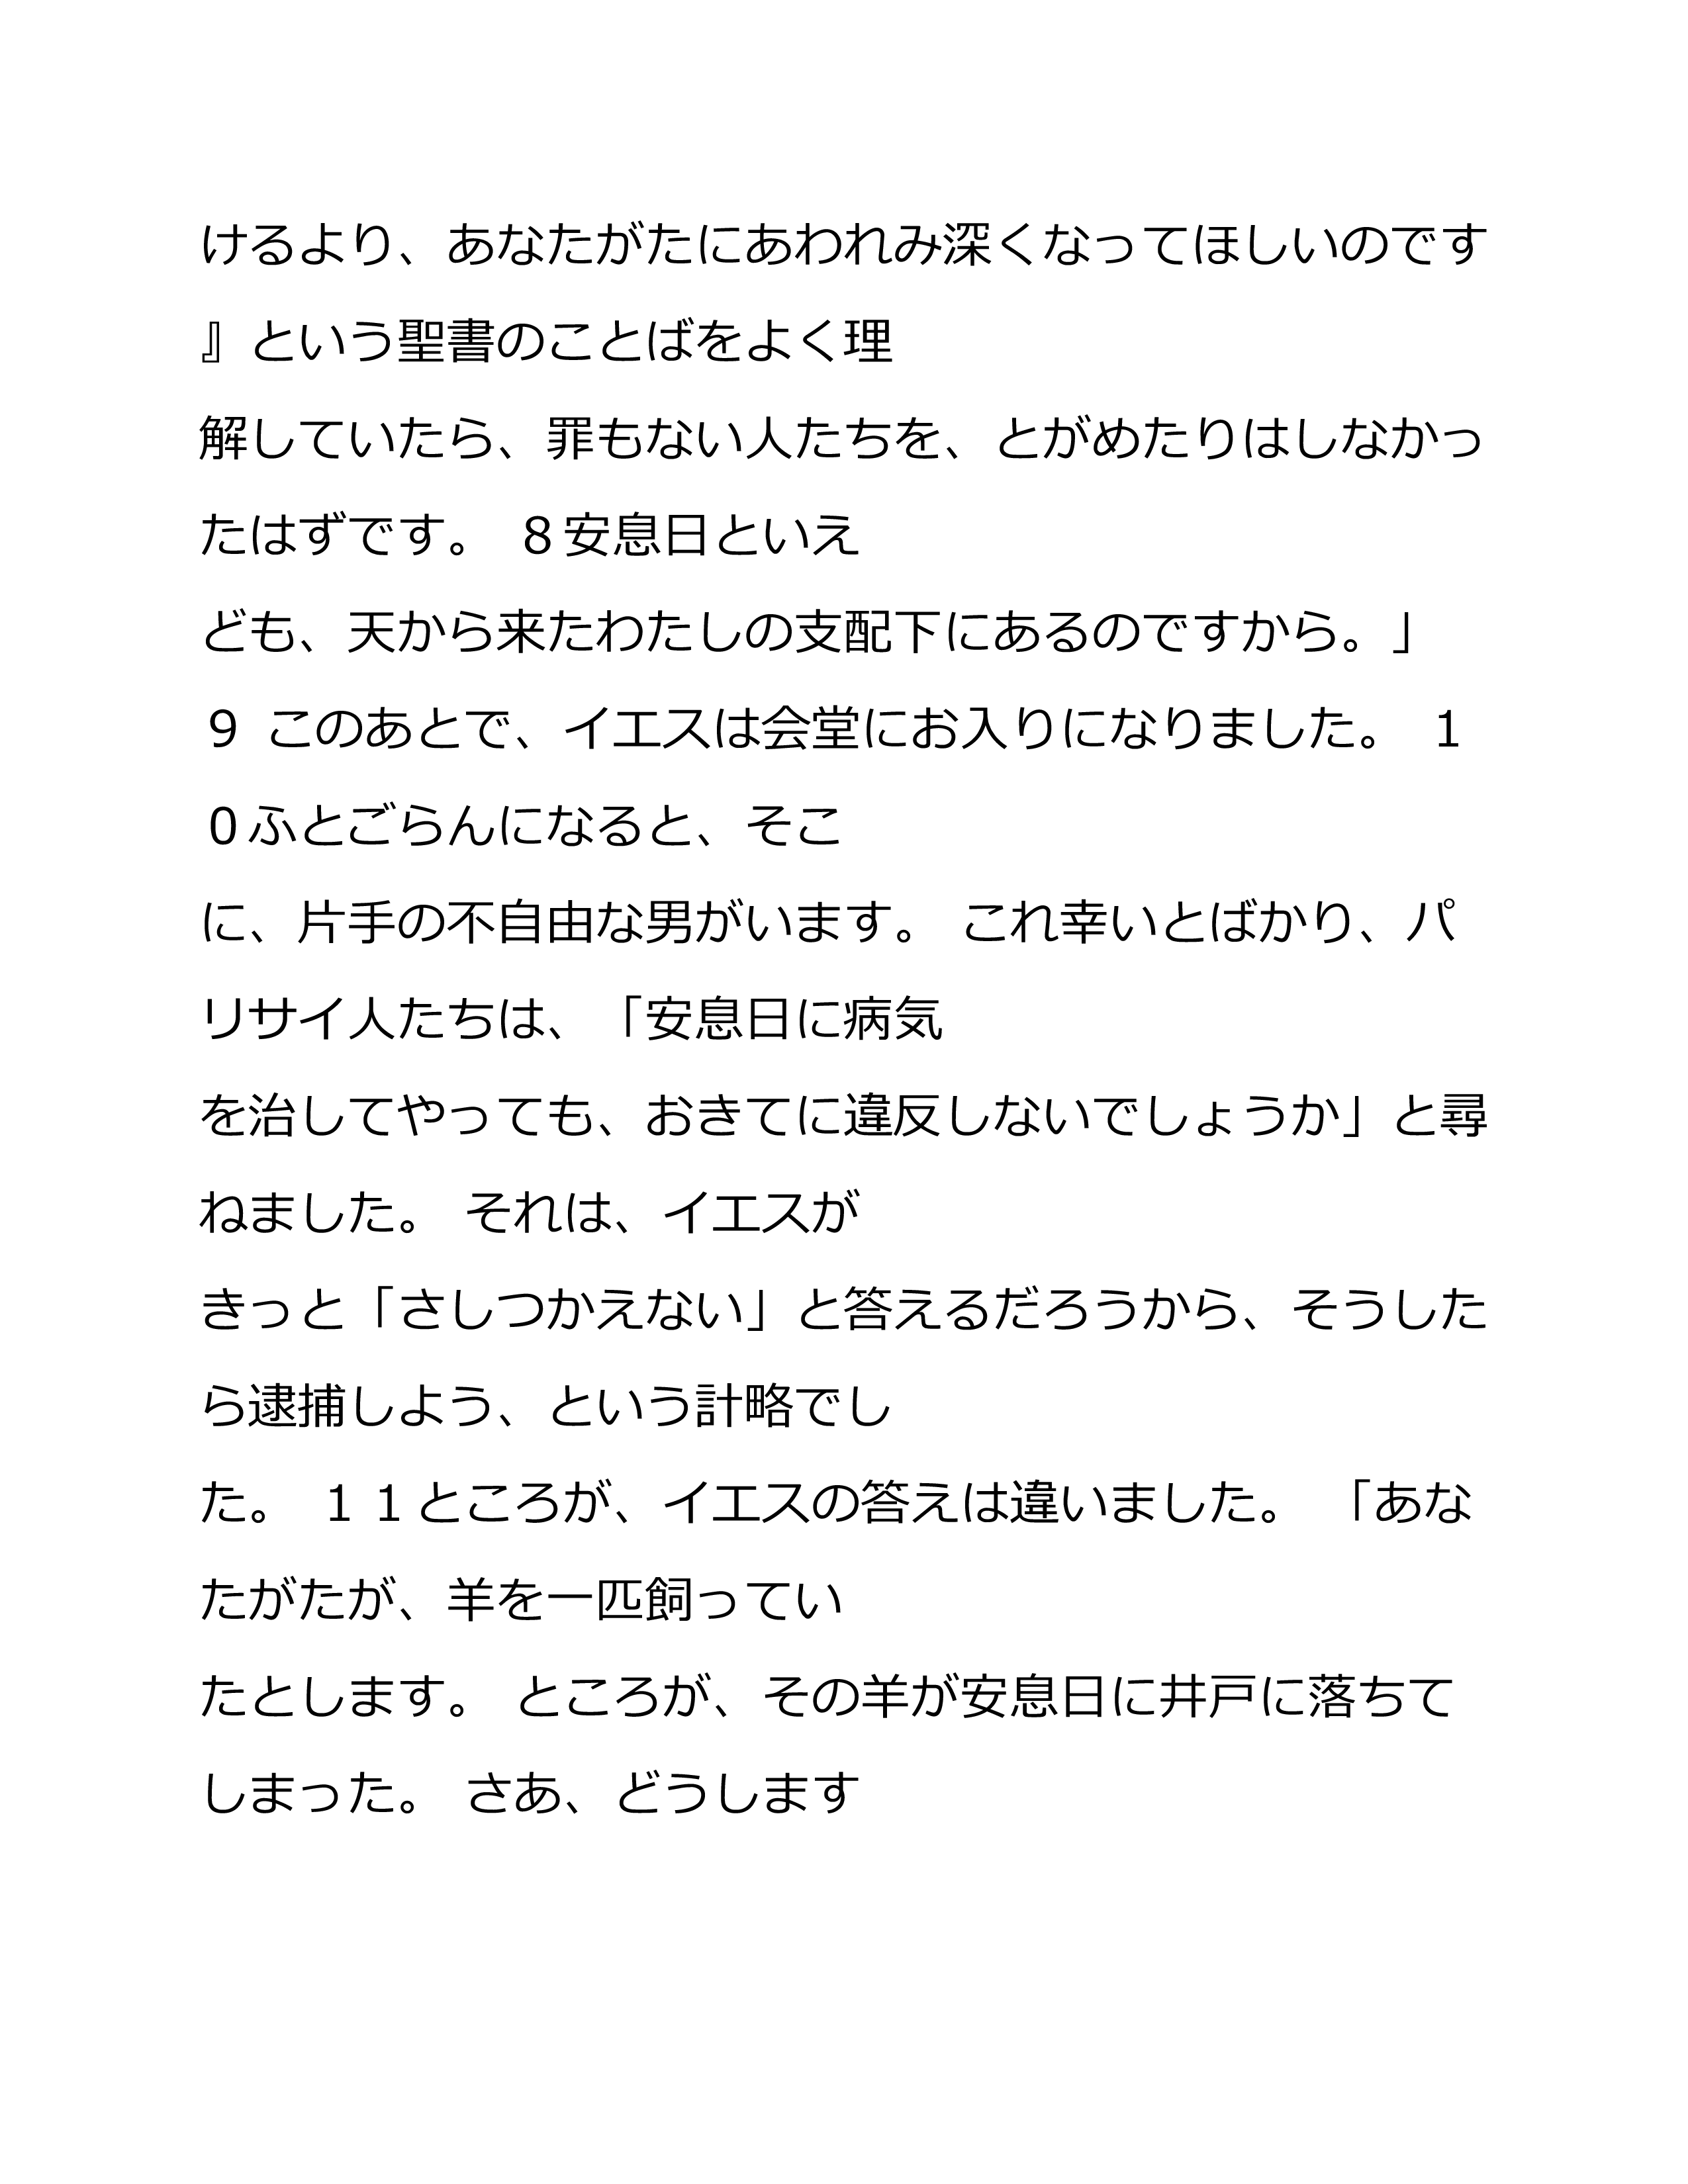 けるより、あなたがたにあわれみ深くなってほしいのです
』という聖書のことばをよく理
解していたら、罪もない人たちを、とがめたりはしなかっ
たはずです。 ８安息日といえ
ども、天から来たわたしの支配下にあるのですから。」
９ このあとで、イエスは会堂にお入りになりました。 １
０ふとごらんになると、そこ
に、片手の不自由な男がいます。 これ幸いとばかり、パ
リサイ人たちは、「安息日に病気
を治してやっても、おきてに違反しないでしょうか」と尋
ねました。 それは、イエスが
きっと「さしつかえない」と答えるだろうから、そうした
ら逮捕しよう、という計略でし
た。 １１ところが、イエスの答えは違いました。 「あな
たがたが、羊を一匹飼ってい
たとします。 ところが、その羊が安息日に井戸に落ちて
しまった。 さあ、どうします